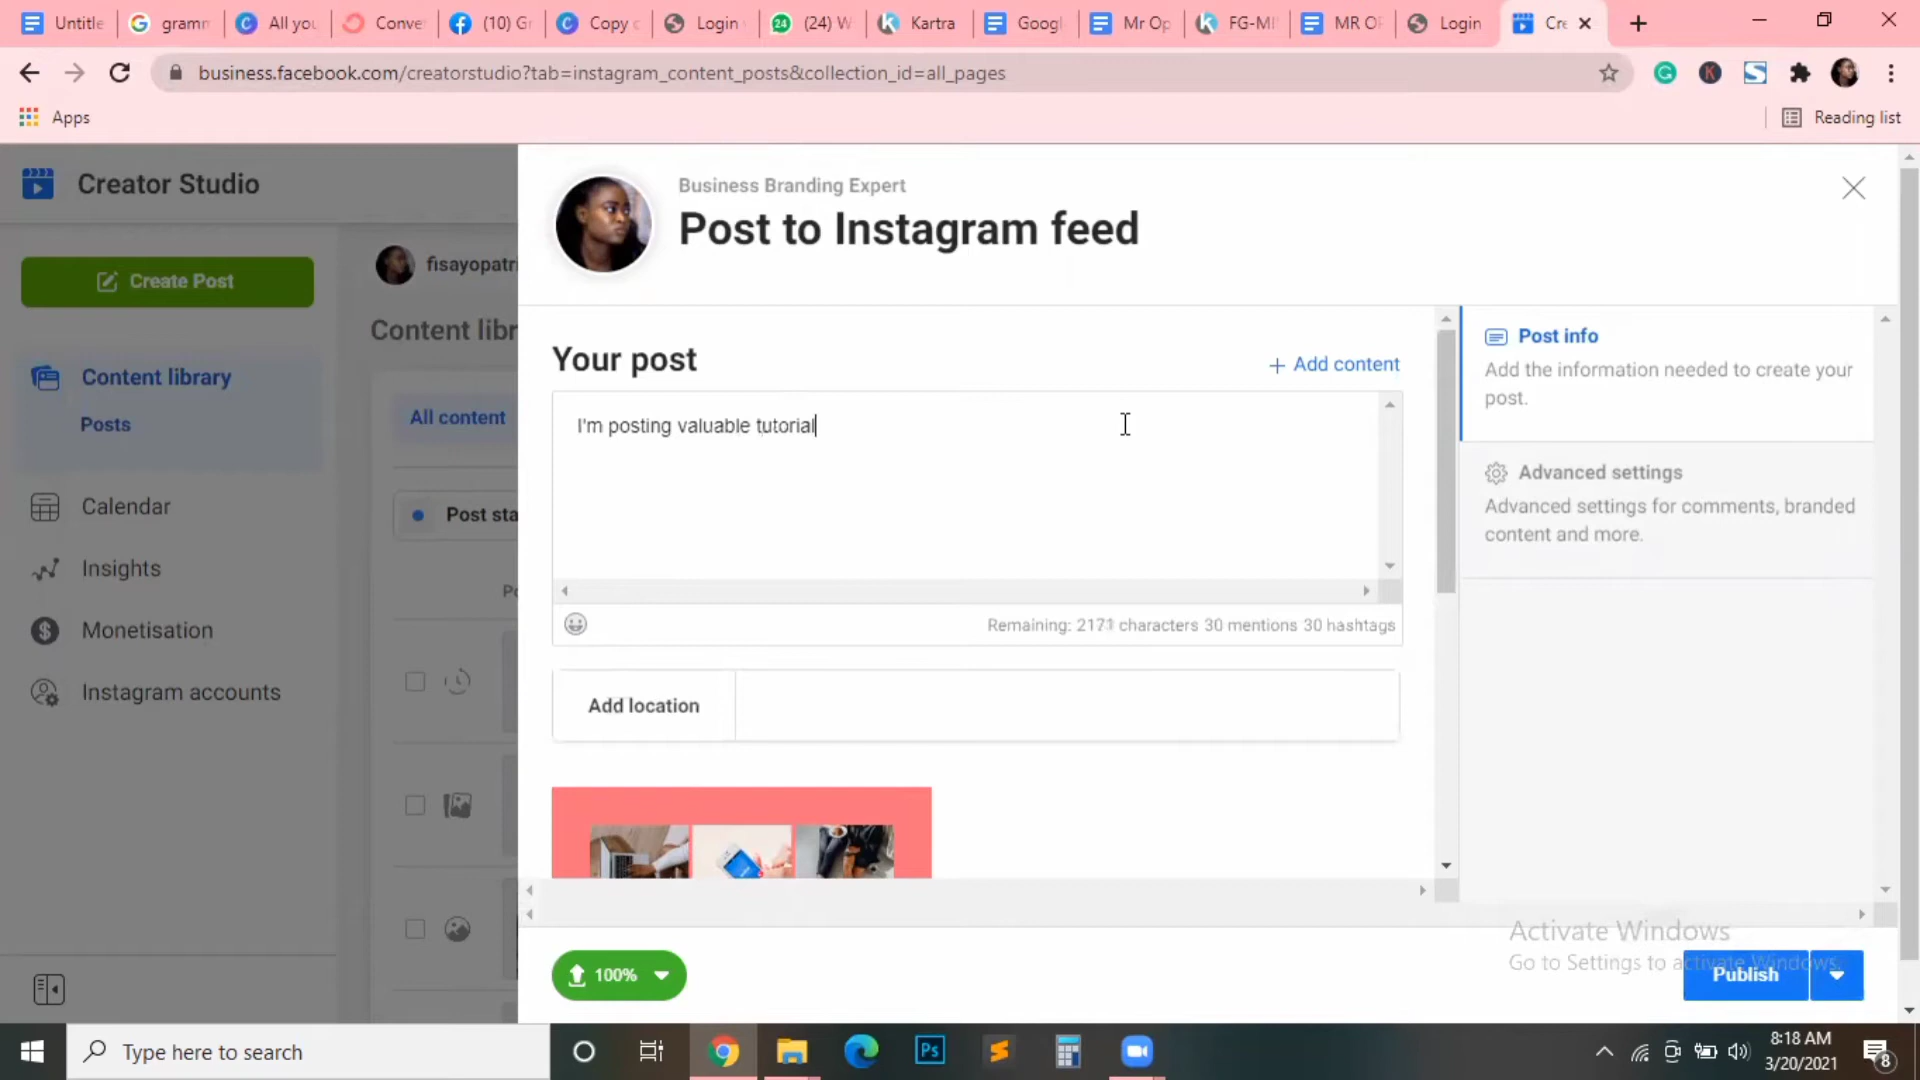 Untitle
gramm
All you
Conver
(10) Gr
Copy c
Login
(24) W
Kartra
Googl
Mr Op
FG-MI
MR OF
Login
Cre
business.facebook.com/creatorstudio?tab=instagram_content_posts&collection_id=all_pages
Apps
Reading list
Creator Studio
Business Branding Expert
Post to Instagram feed
Create Post
fisayopatri
Content libr
Content library
Posts
All content
Calendar
Post sta
Insights
Monetisation
Instagram accounts
Your post
+ Add content
I'm posting valuable tutorial
Remaining: 2171 characters 30 mentions 30 hashtags
Add location
Post info
Add the information needed to create your
post.
Advanced settings
Advanced settings for comments, branded
content and more.
Activate Windows
Go to Settings to activate Windows.
100%
Publish
Type here to search
Ps
8:18 AM
3/20/2021
8